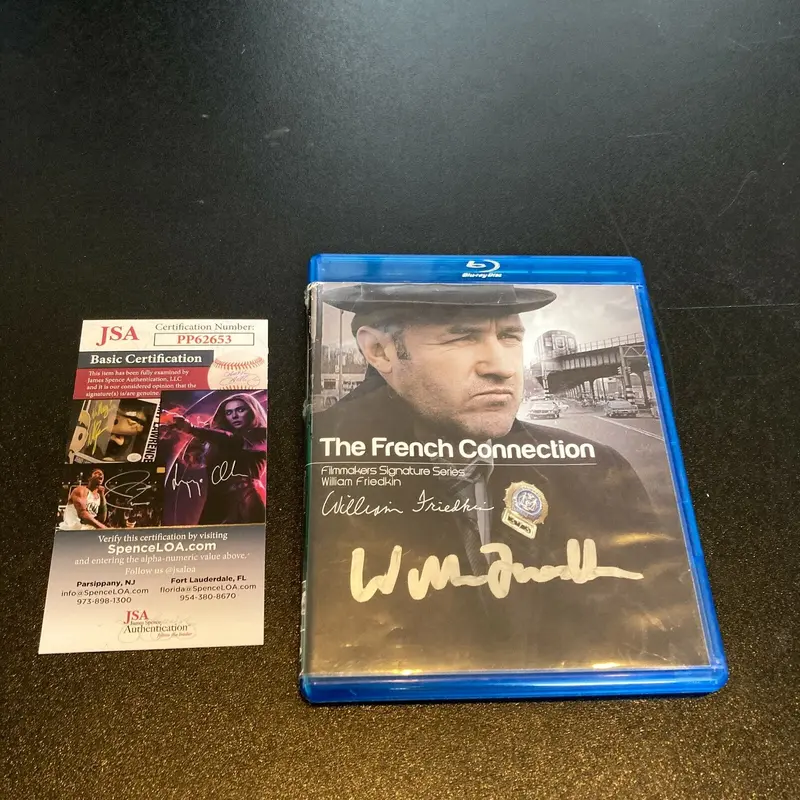 JSA
Certification Number:
PP62653
Basic Certification
This item has been fully examined by
James Spence Authentication, LLC
and it is our considered opinion that the
signature(s) is/are genuine
Verify this certification by visiting
SpenceLOA.com
and entering the alpha-numeric value above.
Follow us @jsaloa
Parsippany, NJ
info@SpenceLOA.com
973-898-1300
Fort Lauderdale, FL
florida@SpenceLOA.com
954-380-8670
JSA
James Spence
Authentication
Blu-ray Disc
The French Connection
Filmmakers Signature Series
William Friedkin
William Friedkin